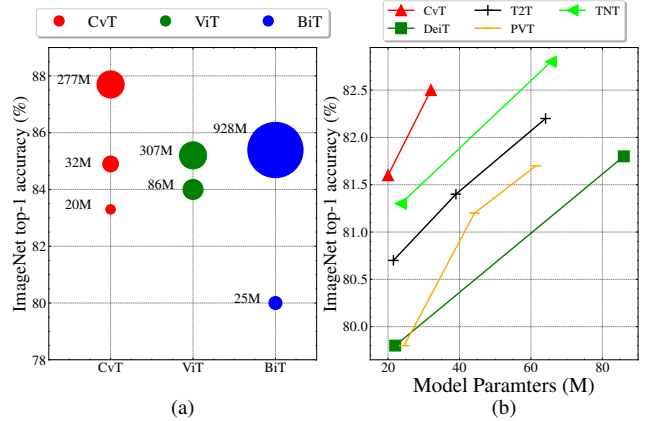 CvT ViT BiT
ImageNet top-1 accuracy (%)
88
86
84
82
80
78
277M
32M
20M
307M
86M
928M
25M
CvT ViT BiT
(a)
CvT T2T TNT
DeiT PVT
ImageNet top-1 accuracy (%)
82.5
82.0
81.5
81.0
80.5
80.0
20 40 60 80
Model Paramters (M)
(b)